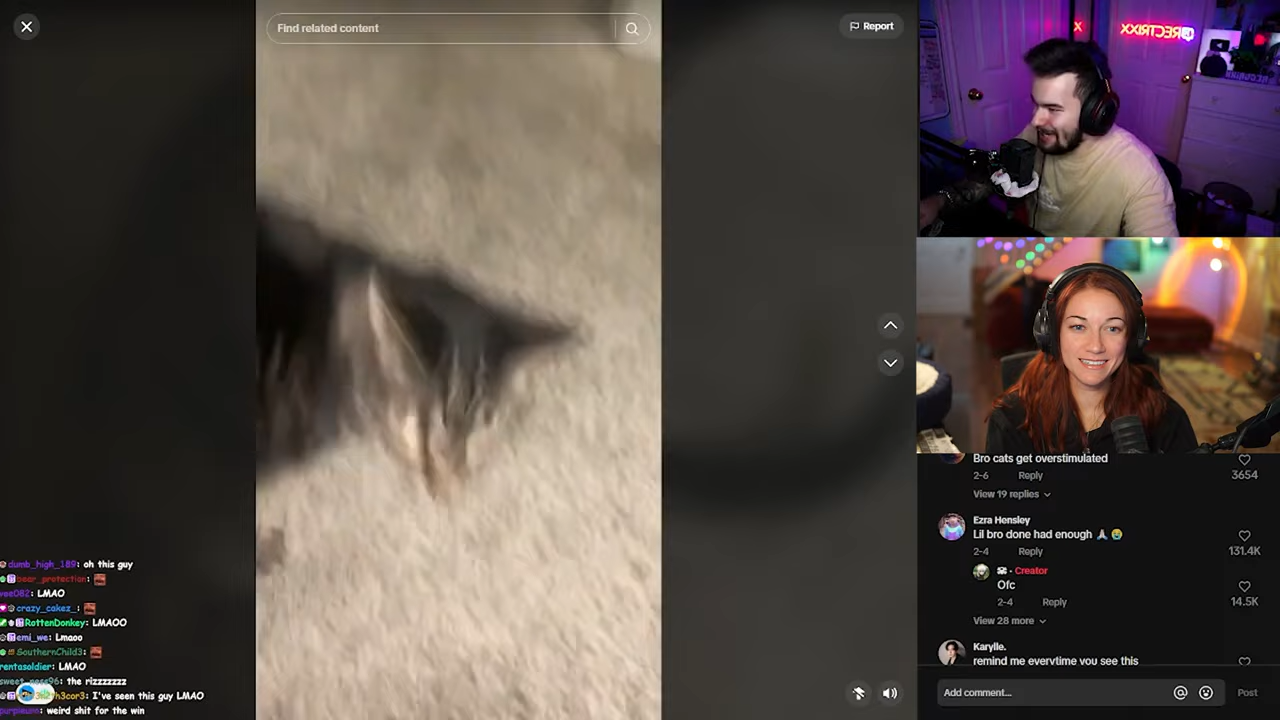 Find related content
Report
Bro cats get overstimulated
2-6 Reply
3654
View 19 replies
Ezra Hensley
Lil bro done had enough 🙏 😭
2-4 Reply
131.4K
· Creator
Ofc
2-4 Reply
14.5K
View 28 more
Karylle.
remind me everytime you see this
Add comment...
Post
dumb_high_189: oh this guy
bear_protection:
vee082: LMAO
crazy_cakez_:
RottenDonkey: LMAOO
emi_we: Lmaoo
SouthernChild3:
rentasoldier: LMAO
: the rizzzzzzz
: I've seen this guy LMAO
: weird shit for the win